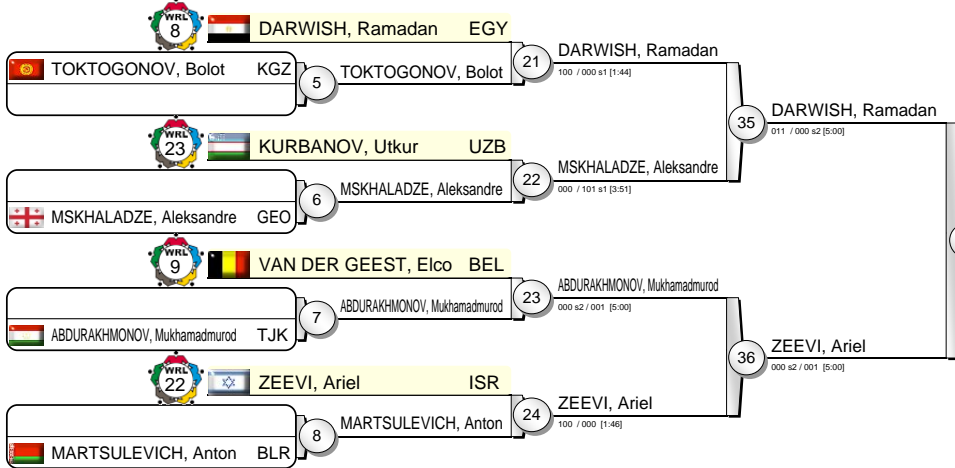 WRL 8 DARWISH, Ramadan EGY
TOKTOGONOV, Bolot KGZ
5
TOKTOGONOV, Bolot
21
DARWISH, Ramadan
100 / 000 s1 [1:44]
WRL 23 KURBANOV, Utkur UZB
MSKHALADZE, Aleksandre GEO
6
MSKHALADZE, Aleksandre
22
MSKHALADZE, Aleksandre
000 / 101 s1 [3:51]
35
DARWISH, Ramadan
011 / 000 s2 [5:00]
WRL 9 VAN DER GEEST, Elco BEL
ABDURAKHMONOV, Mukhamadmurod TJK
7
ABDURAKHMONOV, Mukhamadmurod
23
ABDURAKHMONOV, Mukhamadmurod
000 s2 / 001 [5:00]
WRL 22 ZEEVI, Ariel ISR
MARTSULEVICH, Anton BLR
8
MARTSULEVICH, Anton
24
ZEEVI, Ariel
100 / 000 [1:46]
36
ZEEVI, Ariel
000 s2 / 001 [5:00]